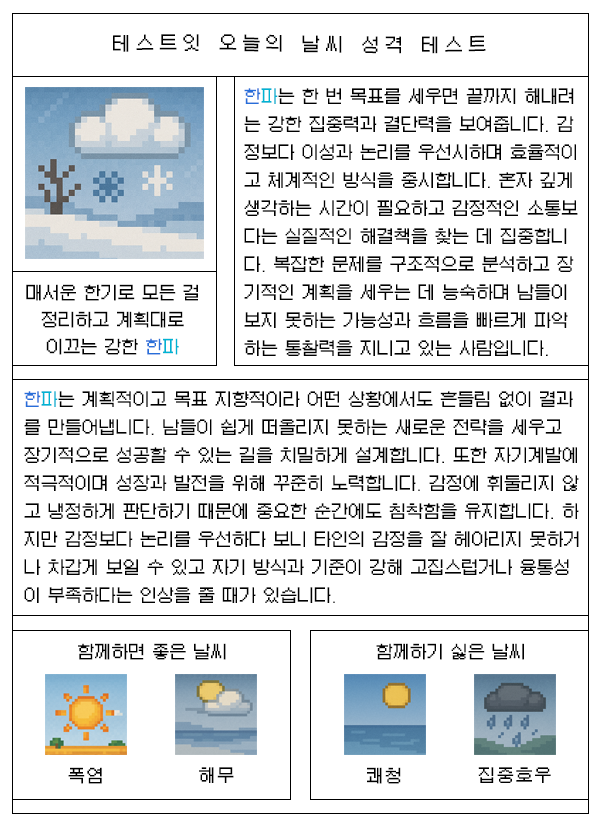 테스트잇 오늘의 날씨 성격 테스트
매서운 한기로 모든 걸
정리하고 계획대로
이끄는 강한 한파
한파는 한 번 목표를 세우면 끝까지 해내려
는 강한 집중력과 결단력을 보여줍니다. 감
정보다 이성과 논리를 우선시하며 효율적이
고 체계적인 방식을 중시합니다. 혼자 깊게
생각하는 시간이 필요하고 감정적인 소통보
다는 실질적인 해결책을 찾는 데 집중합니
다. 복잡한 문제를 구조적으로 분석하고 장
기적인 계획을 세우는 데 능숙하며 남들이
보지 못하는 가능성과 흐름을 빠르게 파악
하는 통찰력을 지니고 있는 사람입니다.
한파는 계획적이고 목표 지향적이라 어떤 상황에서도 흔들림 없이 결과
를 만들어냅니다. 남들이 쉽게 떠올리지 못하는 새로운 전략을 세우고
장기적으로 성공할 수 있는 길을 치밀하게 설계합니다. 또한 자기계발에
적극적이며 성장과 발전을 위해 꾸준히 노력합니다. 감정에 휘둘리지 않
고 냉정하게 판단하기 때문에 중요한 순간에도 침착함을 유지합니다. 하
지만 감정보다 논리를 우선하다 보니 타인의 감정을 잘 헤아리지 못하거
나 차갑게 보일 수 있고 자기 방식과 기준이 강해 고집스럽거나 융통성
이 부족하다는 인상을 줄 때가 있습니다.
함께하면 좋은 날씨
폭염
해무
함께하기 싫은 날씨
쾌청
집중호우